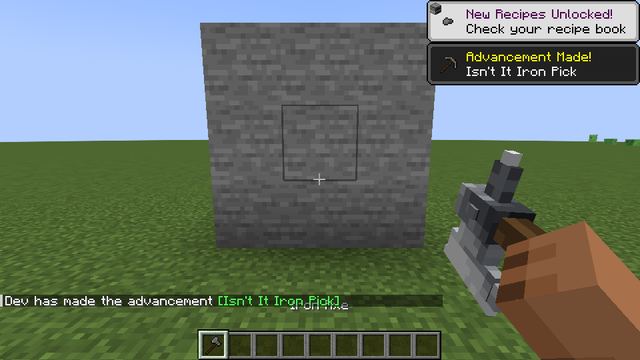 New Recipes Unlocked!
Check your recipe book
Advancement Made!
Isn't It Iron Pick
Dev has made the advancement [Isn't It Iron Pick]
Iron Axe